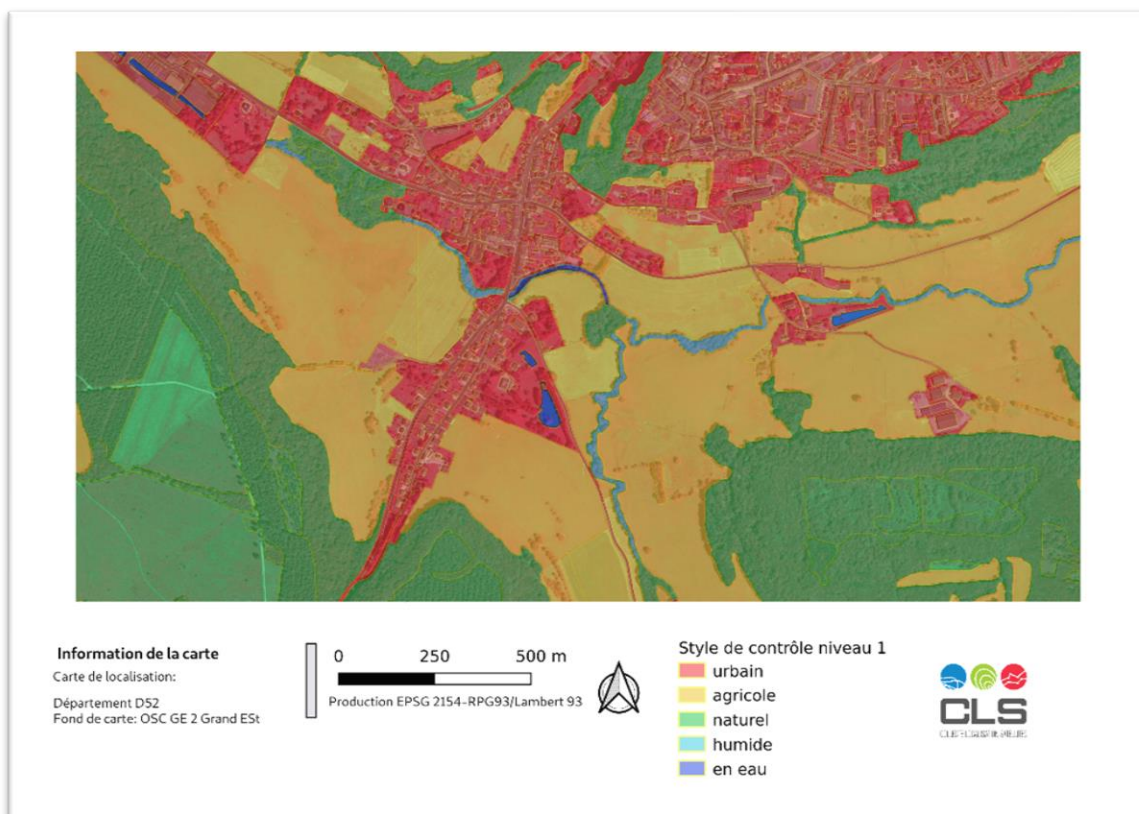 Information de la carte
Carte de localisation:
Département D52
Fond de carte: OSC GE 2 Grand ESt
0 250 500 m
Production EPSG 2154-RPG93/Lambert 93
Style de contrôle niveau 1
urbain
agricole
naturel
humide
en eau
CLS